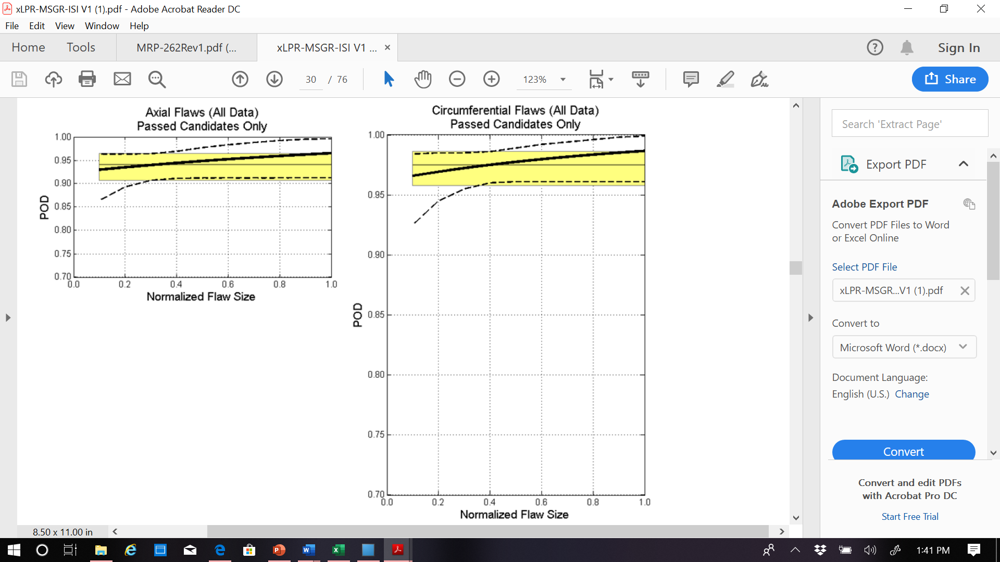 xLPR-MSGR-ISI V1 (1).pdf - Adobe Acrobat Reader DC
File Edit View Window Help
Home Tools MRP-262Rev1.pdf (... xLPR-MSGR-ISI V1 ... Sign In
30 / 76 123% Share
Axial Flaws (All Data)
Passed Candidates Only
1.00
0.95
0.90
0.85
0.80
0.75
0.70
POD
0.0 0.2 0.4 0.6 0.8 1.0
Normalized Flaw Size
Circumferential Flaws (All Data)
Passed Candidates Only
1.00
0.95
0.90
0.85
0.80
0.75
0.70
POD
0.0 0.2 0.4 0.6 0.8 1.0
Normalized Flaw Size
8.50 x 11.00 in
Search 'Extract Page'
Export PDF
Adobe Export PDF
Convert PDF Files to Word
or Excel Online
Select PDF File
xLPR-MSGR...V1 (1).pdf
Convert to
Microsoft Word (*.docx)
Document Language:
English (U.S.) Change
Convert
Convert and edit PDFs
with Acrobat Pro DC
Start Free Trial
1:41 PM